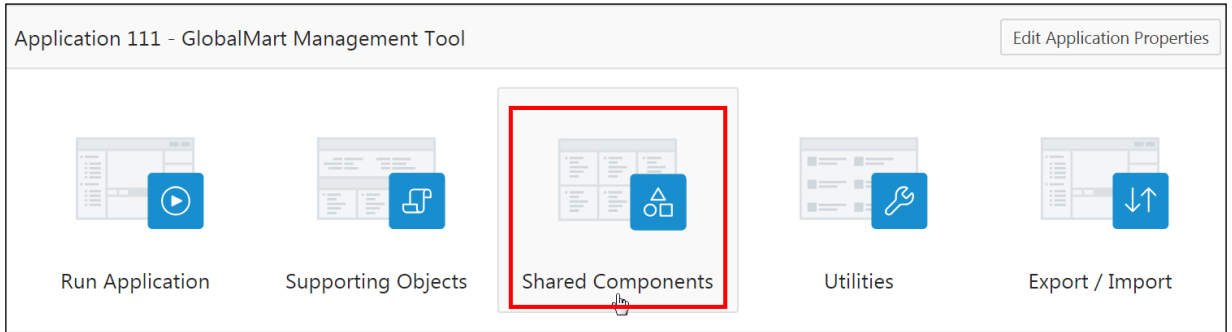 Application 111 - GlobalMart Management Tool
Edit Application Properties
Run Application
Supporting Objects
Shared Components
Utilities
Export / Import